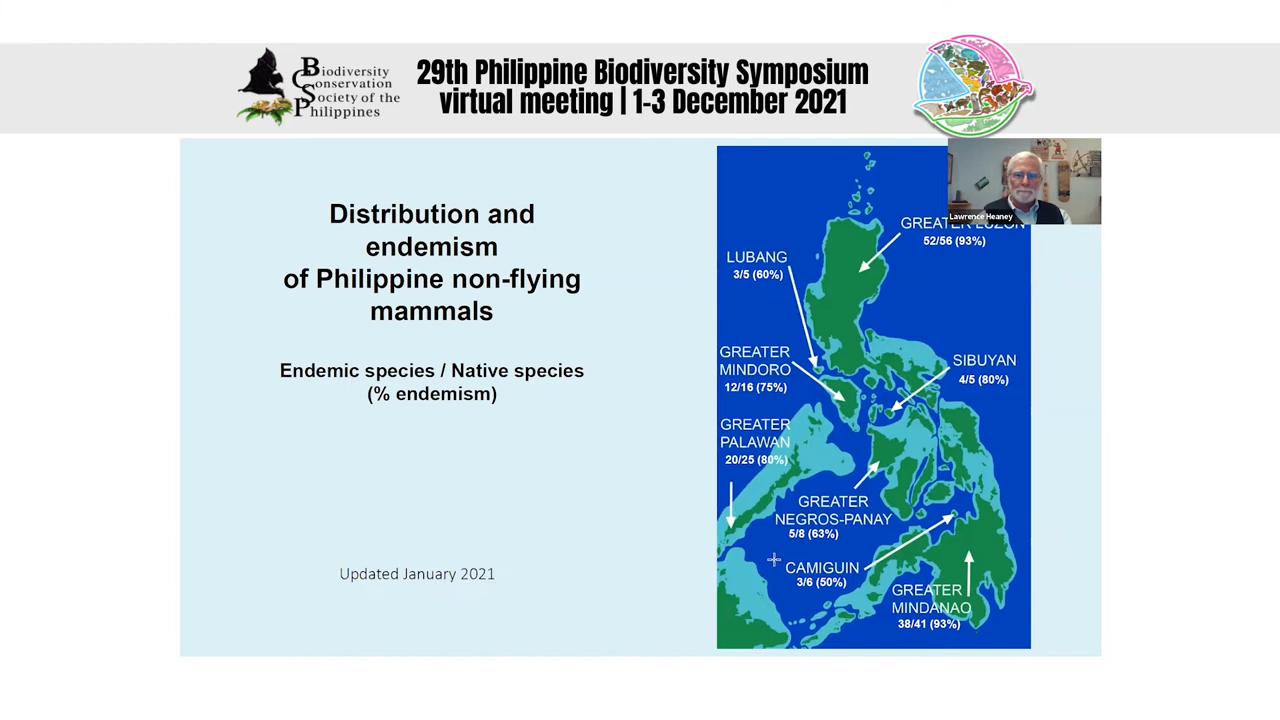 Biodiversity
Conservation
Society of the
Philippines
29th Philippine Biodiversity Symposium
virtual meeting | 1-3 December 2021
Lawrence Heaney
Distribution and
endemism
of Philippine non-flying
mammals
Endemic species / Native species
(% endemism)
Updated January 2021
GREATER LUZON
52/56 (93%)
LUBANG
3/5 (60%)
GREATER
MINDORO
12/16 (75%)
SIBUYAN
4/5 (80%)
GREATER
PALAWAN
20/25 (80%)
GREATER
NEGROS-PANAY
5/8 (63%)
CAMIGUIN
3/6 (50%)
GREATER
MINDANAO
38/41 (93%)